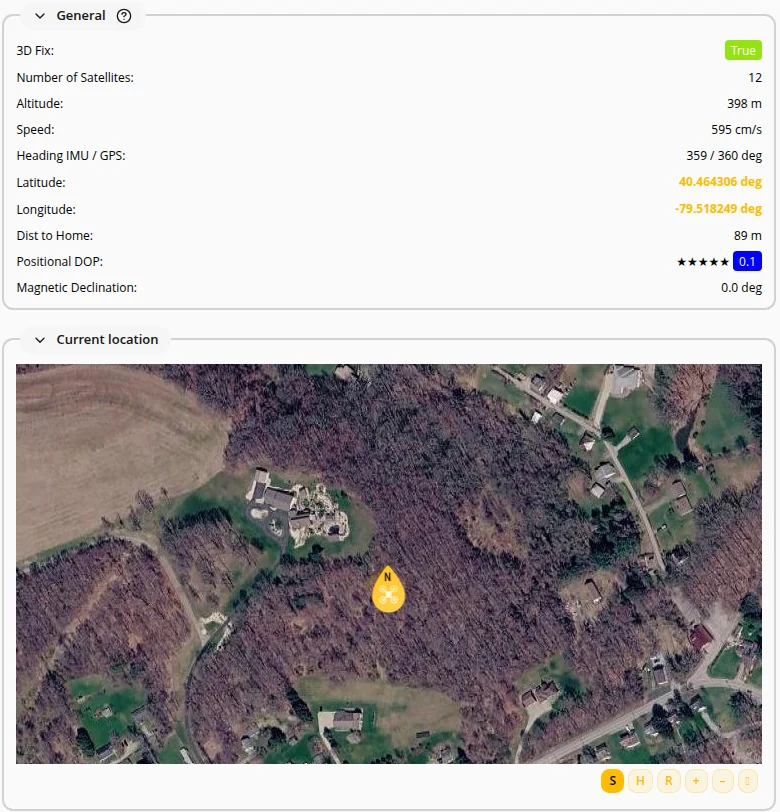 General ?
3D Fix: True
Number of Satellites: 12
Altitude: 398 m
Speed: 595 cm/s
Heading IMU / GPS: 359 / 360 deg
Latitude: 40.464306 deg
Longitude: -79.518249 deg
Dist to Home: 89 m
Positional DOP: ★★★★★ 0.1
Magnetic Declination: 0.0 deg
Current location
N
S H R + -